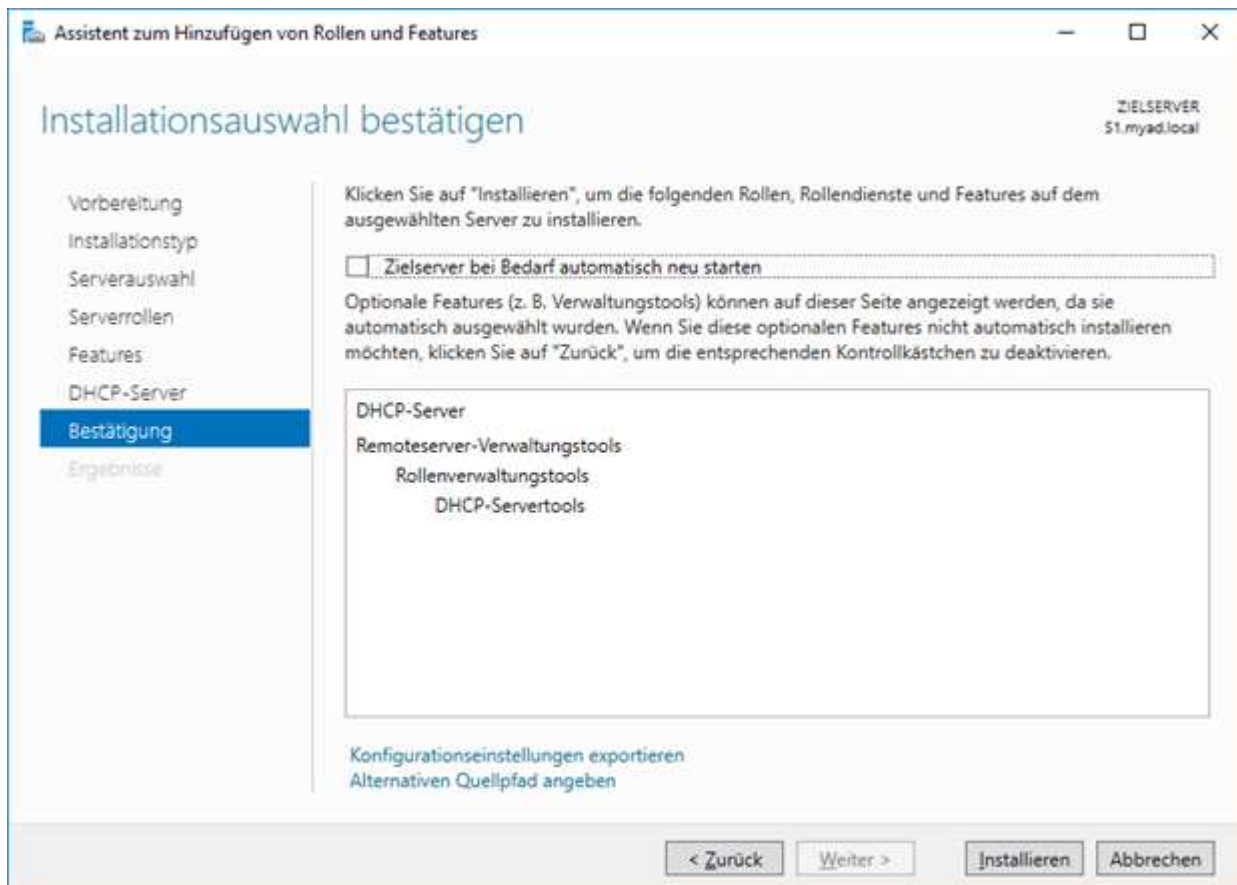 Assistent zum Hinzufügen von Rollen und Features
Installationsauswahl bestätigen
ZIELSERVER
S1.myad.local
Vorbereitung
Installationstyp
Serverauswahl
Serverrollen
Features
DHCP-Server
Bestätigung
Ergebnisse
Klicken Sie auf "Installieren", um die folgenden Rollen, Rollendienste und Features auf dem
ausgewählten Server zu installieren.
Zielserver bei Bedarf automatisch neu starten
Optionale Features (z. B. Verwaltungstools) können auf dieser Seite angezeigt werden, da sie
automatisch ausgewählt wurden. Wenn Sie diese optionalen Features nicht automatisch installieren
möchten, klicken Sie auf "Zurück", um die entsprechenden Kontrollkästchen zu deaktivieren.
DHCP-Server
Remoteserver-Verwaltungstools
Rollenverwaltungstools
DHCP-Servertools
Konfigurationseinstellungen exportieren
Alternativen Quellpfad angeben
< Zurück
Weiter >
Installieren
Abbrechen